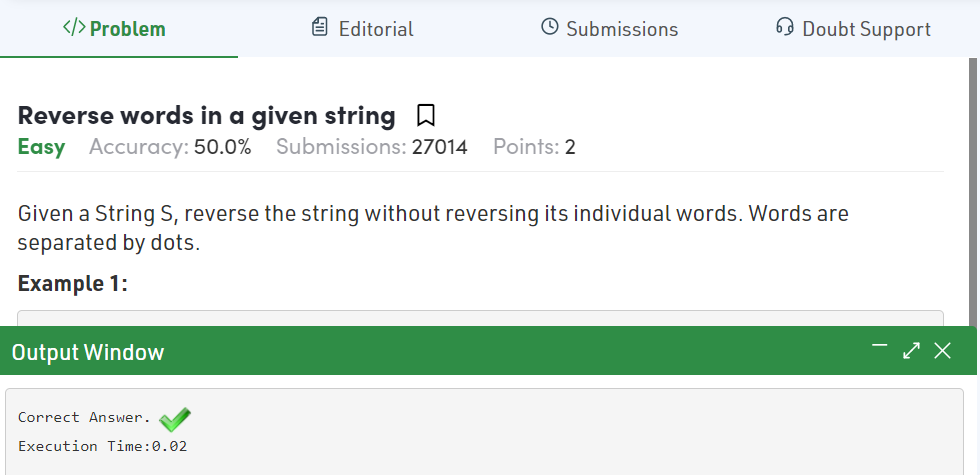 </> Problem Editorial Submissions Doubt Support
Reverse words in a given string
Easy Accuracy: 50.0% Submissions: 27014 Points: 2
Given a String S, reverse the string without reversing its individual words. Words are
separated by dots.
Example 1:
Output Window
Correct Answer.
Execution Time:0.02